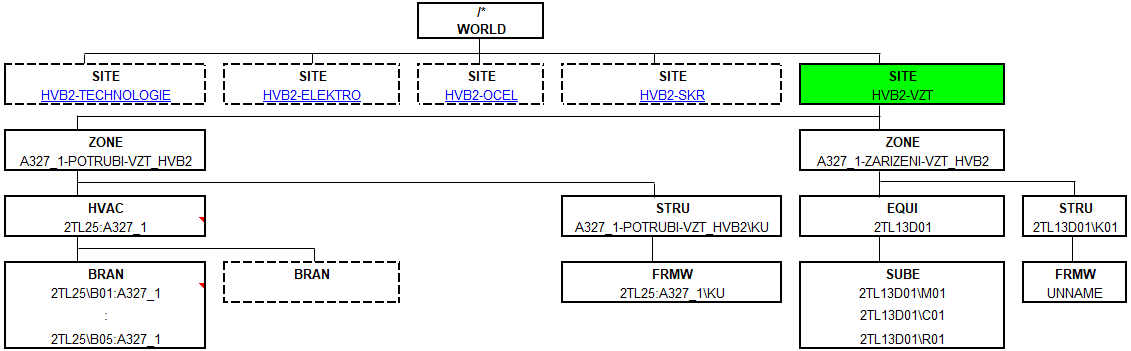 /*
WORLD
SITE
HVB2-TECHNOLOGIE
SITE
HVB2-ELEKTRO
SITE
HVB2-OCEL
SITE
HVB2-SKR
SITE
HVB2-VZT
ZONE
A327_1-POTRUBI-VZT_HVB2
ZONE
A327_1-ZARIZENI-VZT_HVB2
HVAC
2TL25:A327_1
STRU
A327_1-POTRUBI-VZT_HVB2\KU
EQUI
2TL13D01
STRU
2TL13D01\K01
BRAN
2TL25\B01:A327_1
:
2TL25\B05:A327_1
BRAN
FRMW
2TL25:A327_1\KU
SUBE
2TL13D01\M01
2TL13D01\C01
2TL13D01\R01
FRMW
UNNAME